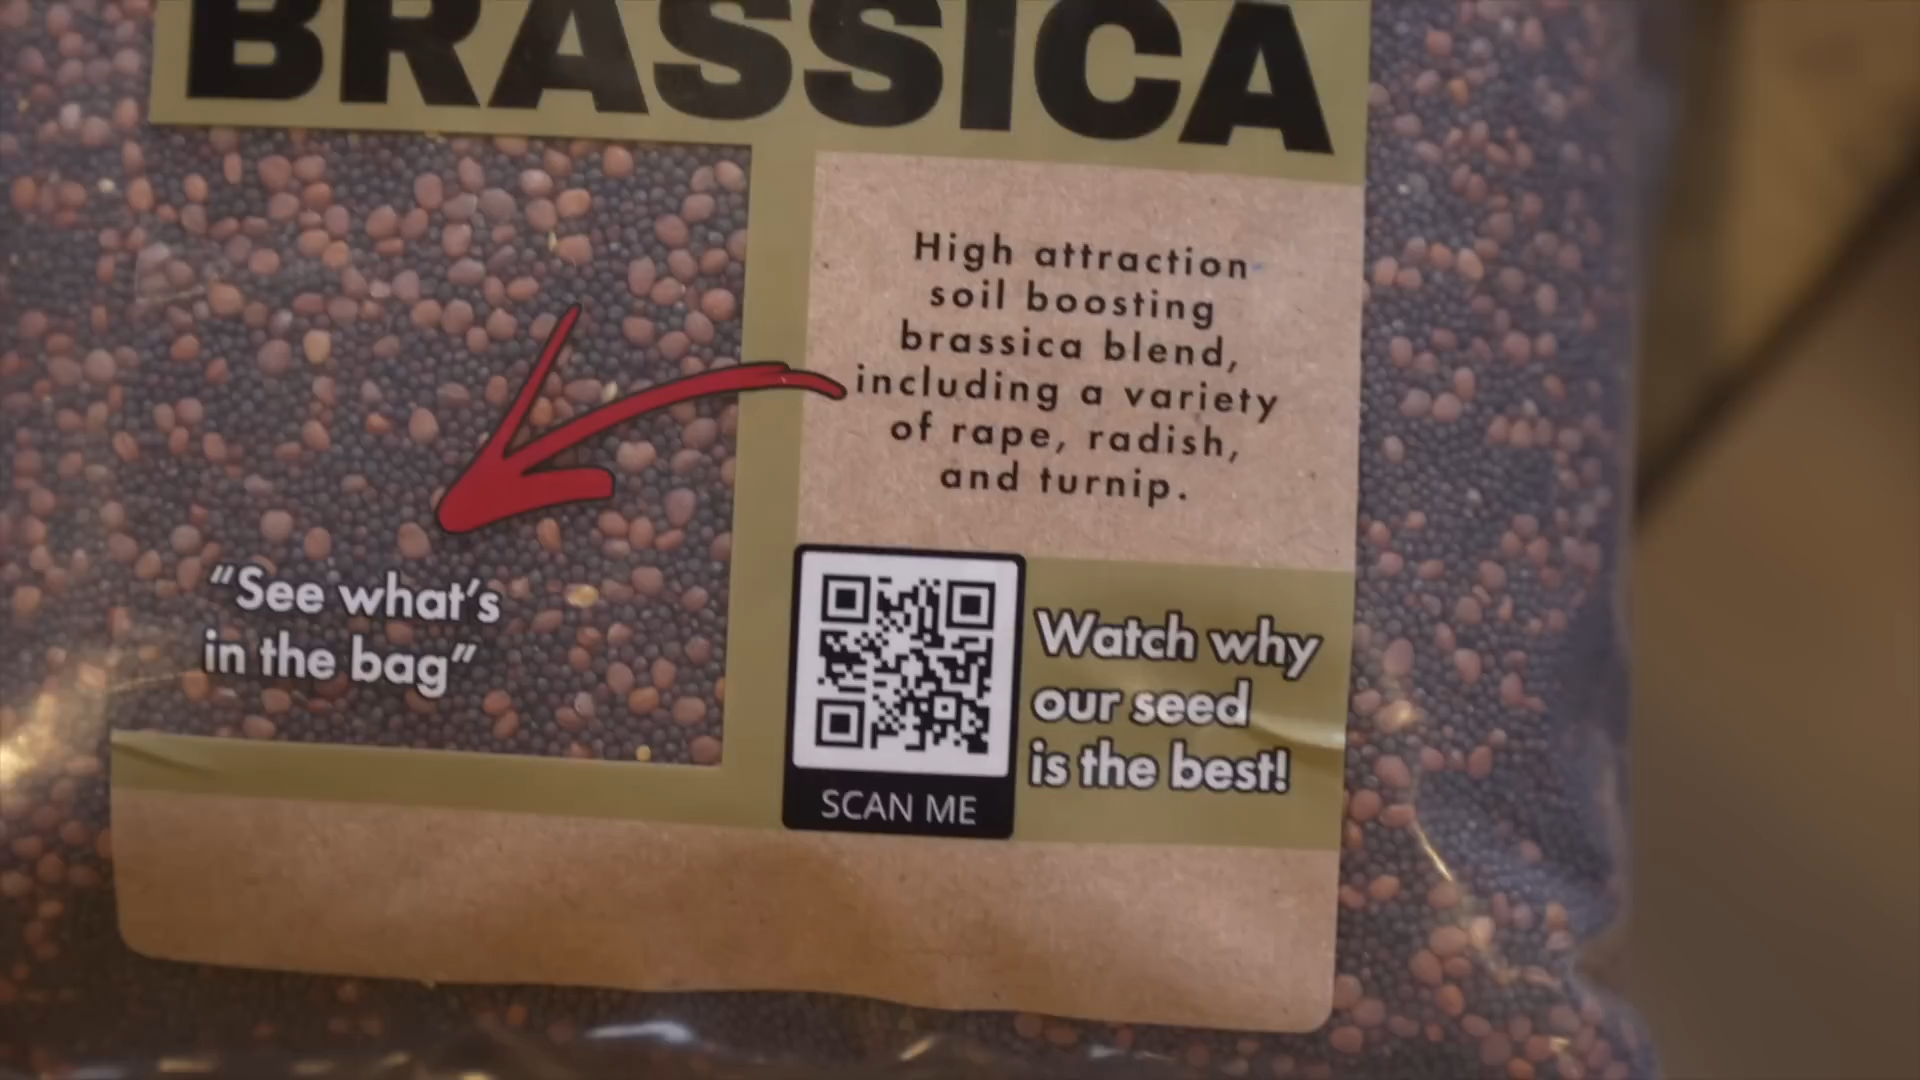 BRASSICA
High attraction
soil boosting
brassica blend,
including a variety
of rape, radish,
and turnip.
“See what’s
in the bag”
Watch why
our seed
is the best!
SCAN ME